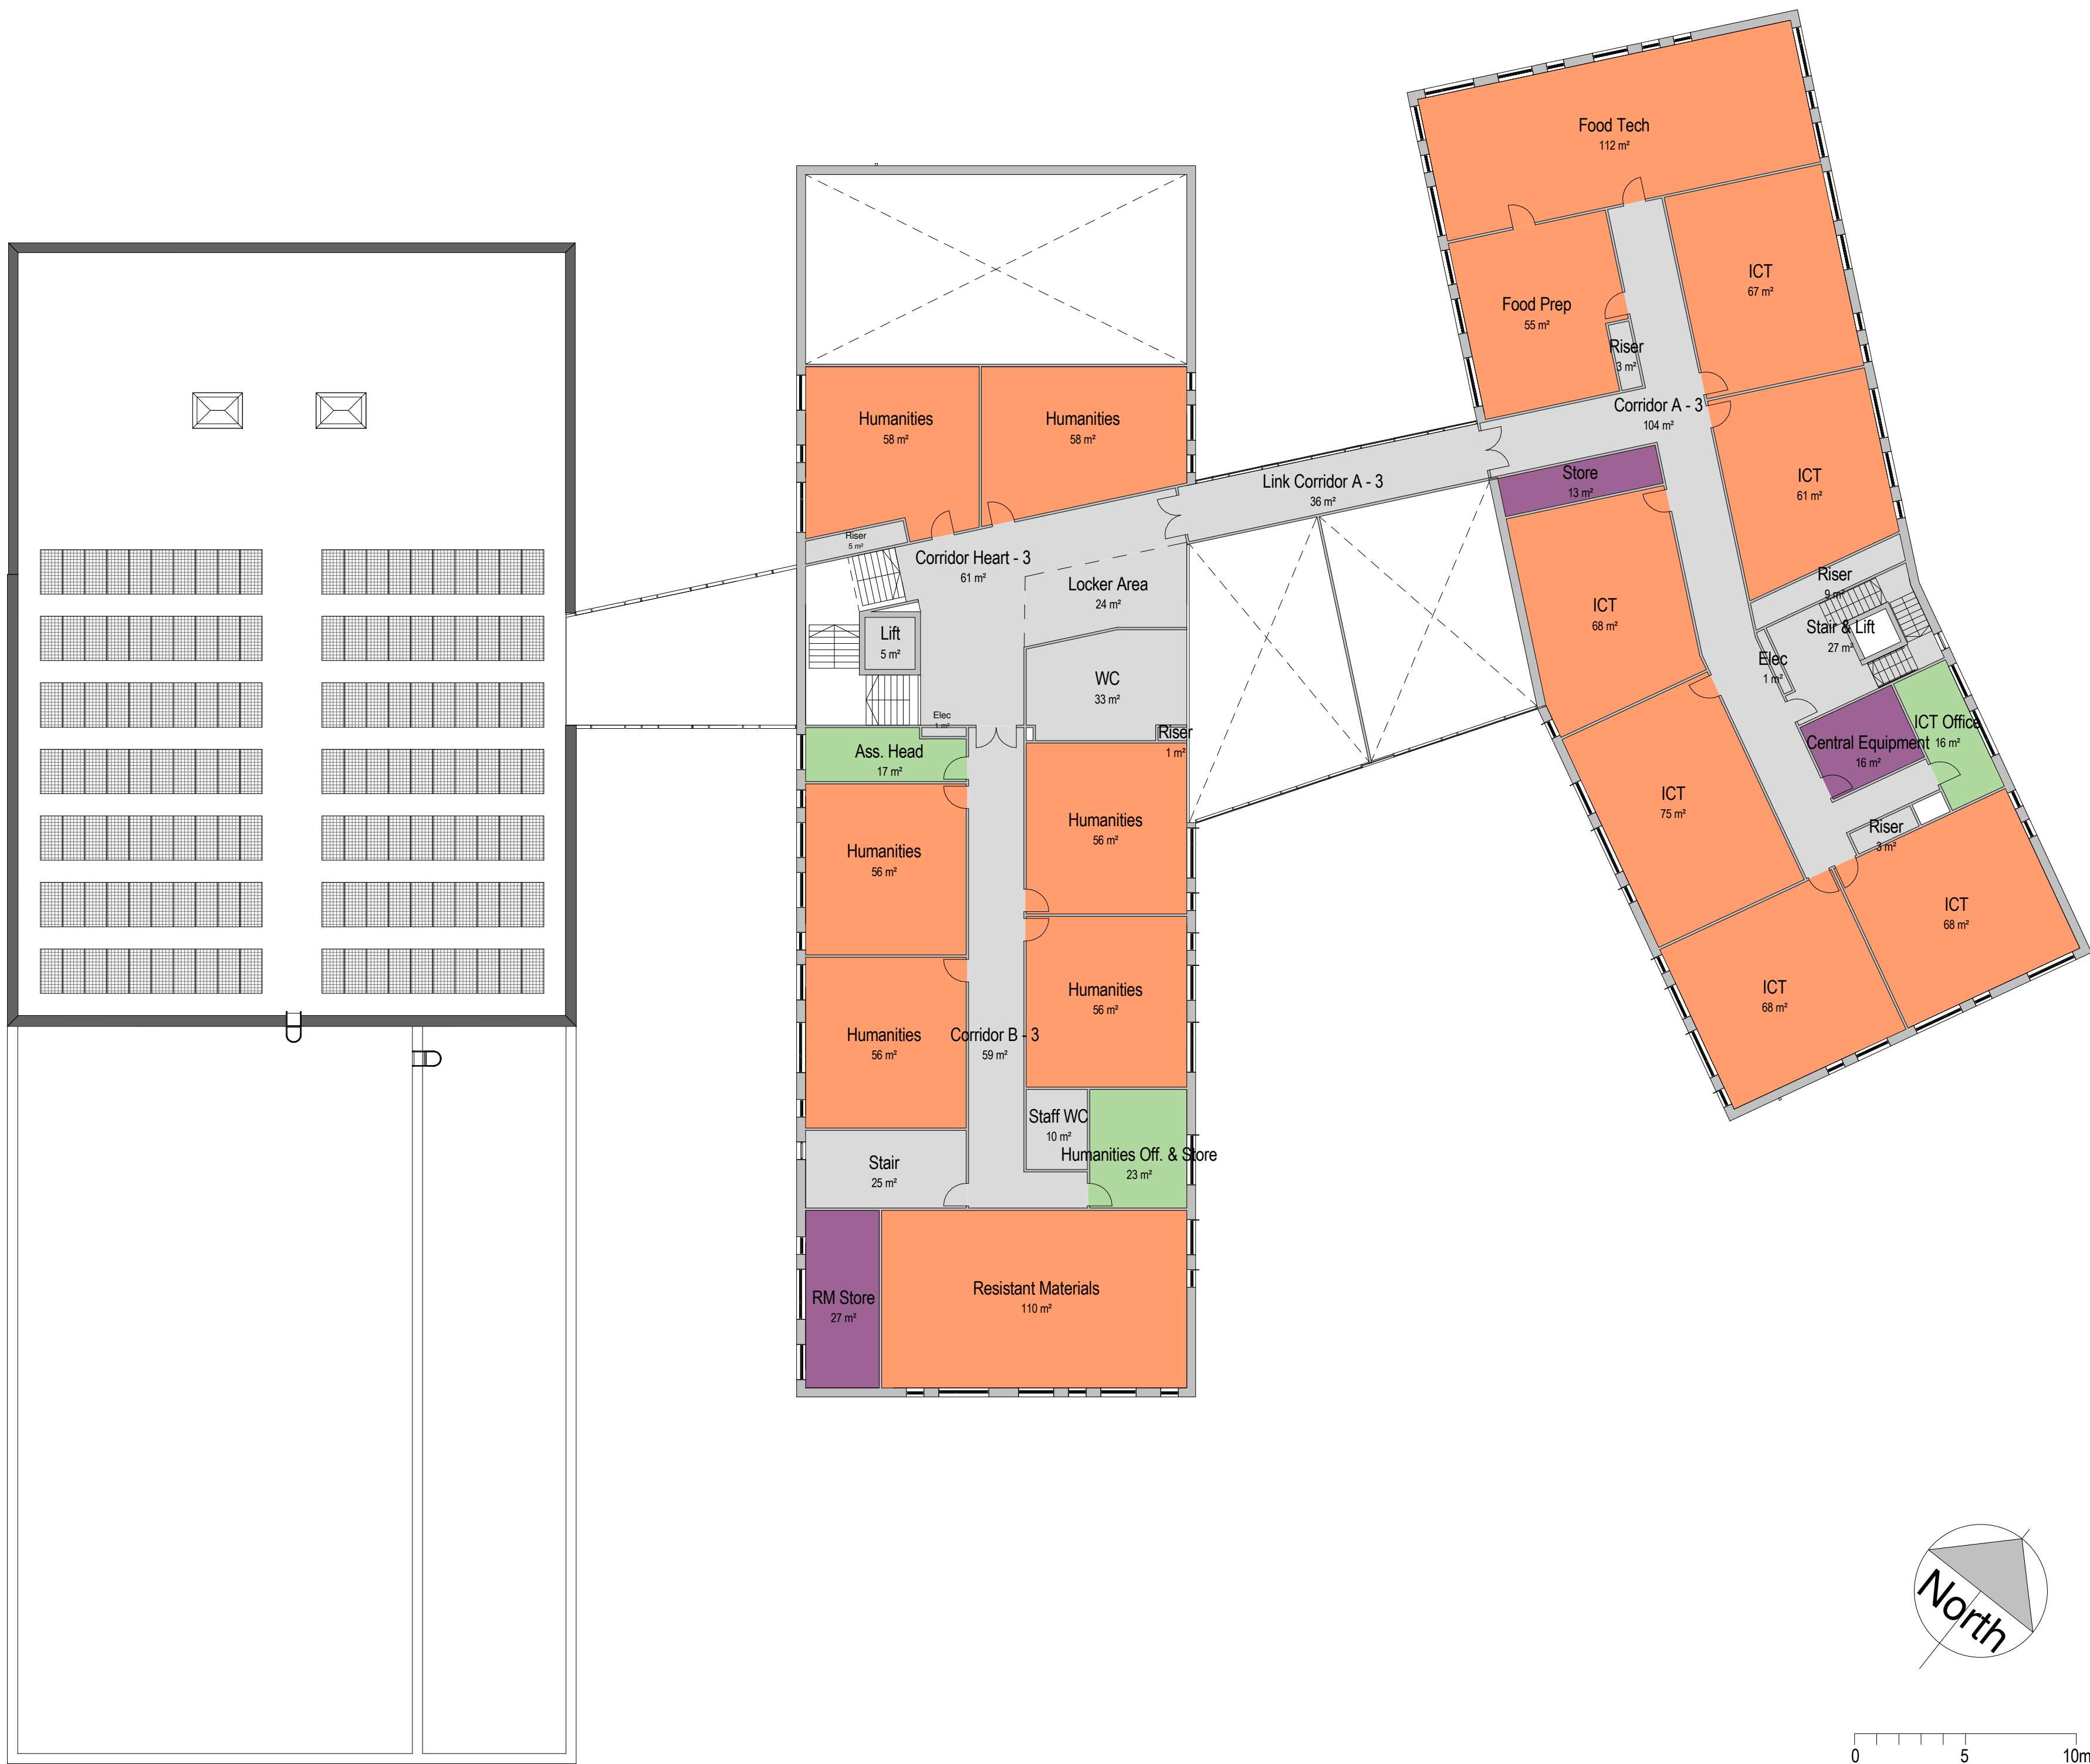 Food Tech
112 m²
ICT
67 m²
Food Prep
55 m²
Riser
3 m²
Corridor A - 3
104 m²
Humanities
58 m²
Humanities
58 m²
Link Corridor A - 3
36 m²
Store
13 m²
ICT
61 m²
Riser
5 m²
Corridor Heart - 3
61 m²
Locker Area
24 m²
Riser
9 m²
ICT
68 m²
Stair & Lift
27 m²
Lift
5 m²
Elec
1 m²
WC
33 m²
Elec
1 m²
Riser
1 m²
ICT Office
16 m²
Central Equipment
16 m²
Ass. Head
17 m²
ICT
75 m²
Humanities
56 m²
Riser
3 m²
Humanities
56 m²
ICT
68 m²
Humanities
56 m²
ICT
68 m²
Humanities
56 m²
Corridor B - 3
59 m²
Staff WC
10 m²
Humanities Off. & Store
23 m²
Stair
25 m²
Resistant Materials
110 m²
RM Store
27 m²
North
0 5 10m